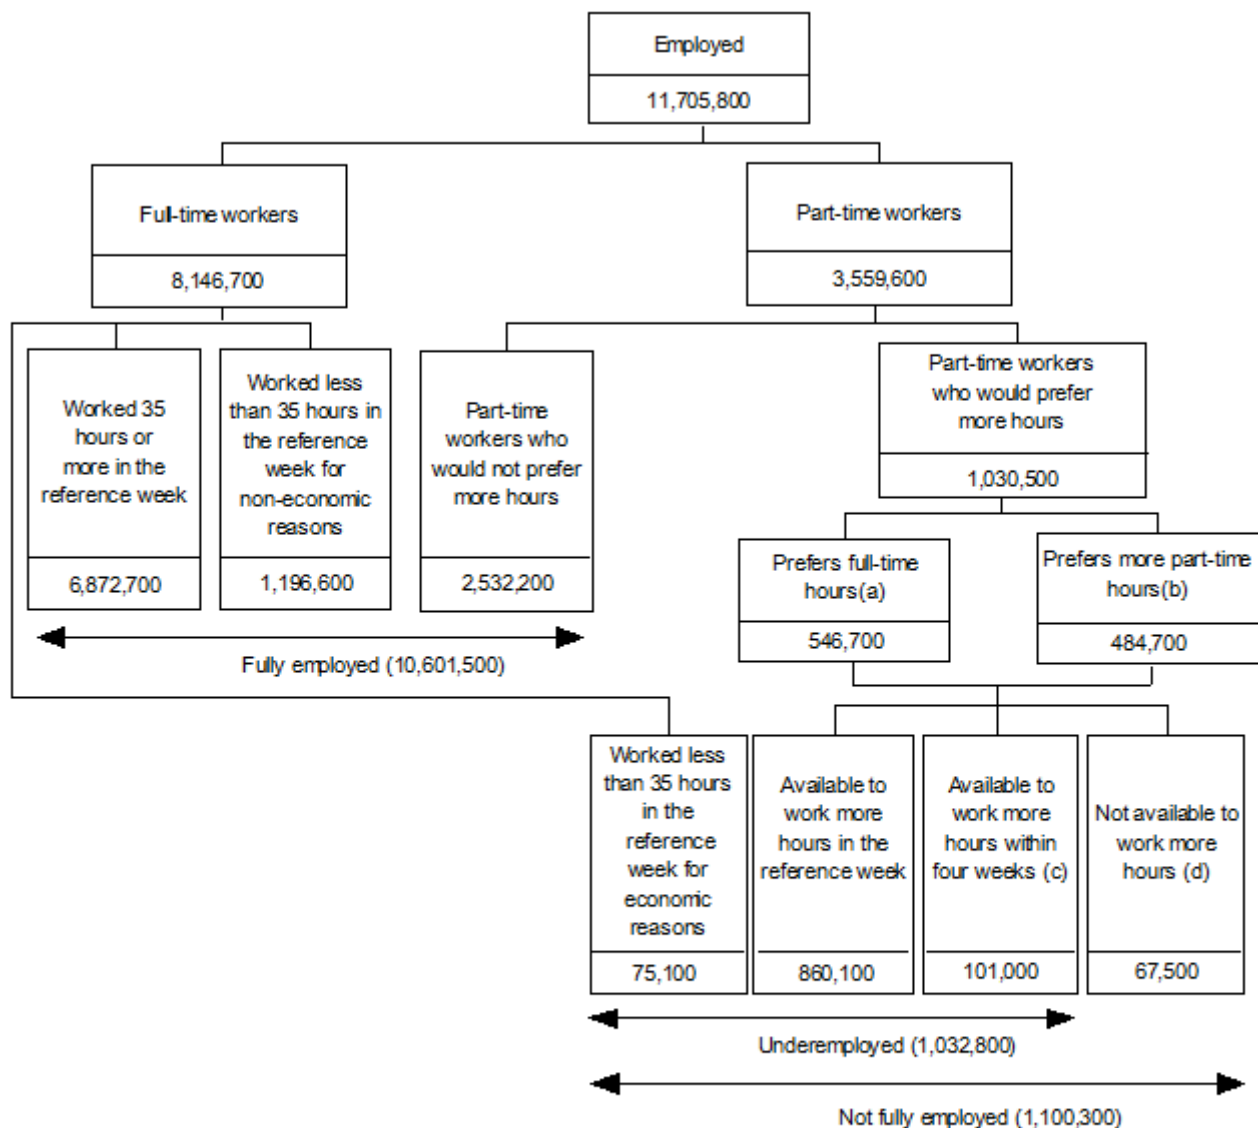 Employed
11,705,800
Full-time workers
8,146,700
Part-time workers
3,559,600
Worked 35
hours or
more in the
reference week
6,872,700
Worked less
than 35 hours in
the reference
week for
non-economic
reasons
1,196,600
Part-time
workers who
would not prefer
more hours
2,532,200
Part-time workers
who would prefer
more hours
1,030,500
Prefers full-time
hours(a)
546,700
Prefers more part-time
hours(b)
484,700
Fully employed (10,601,500)
Worked less
than 35 hours
in the
reference
week for
economic
reasons
75,100
Available to
work more
hours in the
reference week
860,100
Available to
work more
hours within
four weeks (c)
101,000
Not available to
work more
hours (d)
67,500
Underemployed (1,032,800)
Not fully employed (1,100,300)